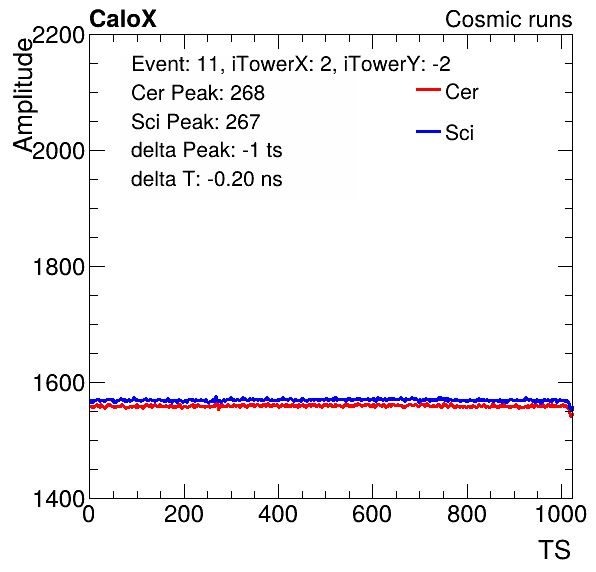 CaloX Cosmic runs
Amplitude
2200
Event: 11, iTowerX: 2, iTowerY: -2
Cer Peak: 268
Cer
Sci Peak: 267
Sci
delta Peak: -1 ts
delta T: -0.20 ns
2000
1800
1600
1400
0 200 400 600 800 1000
TS